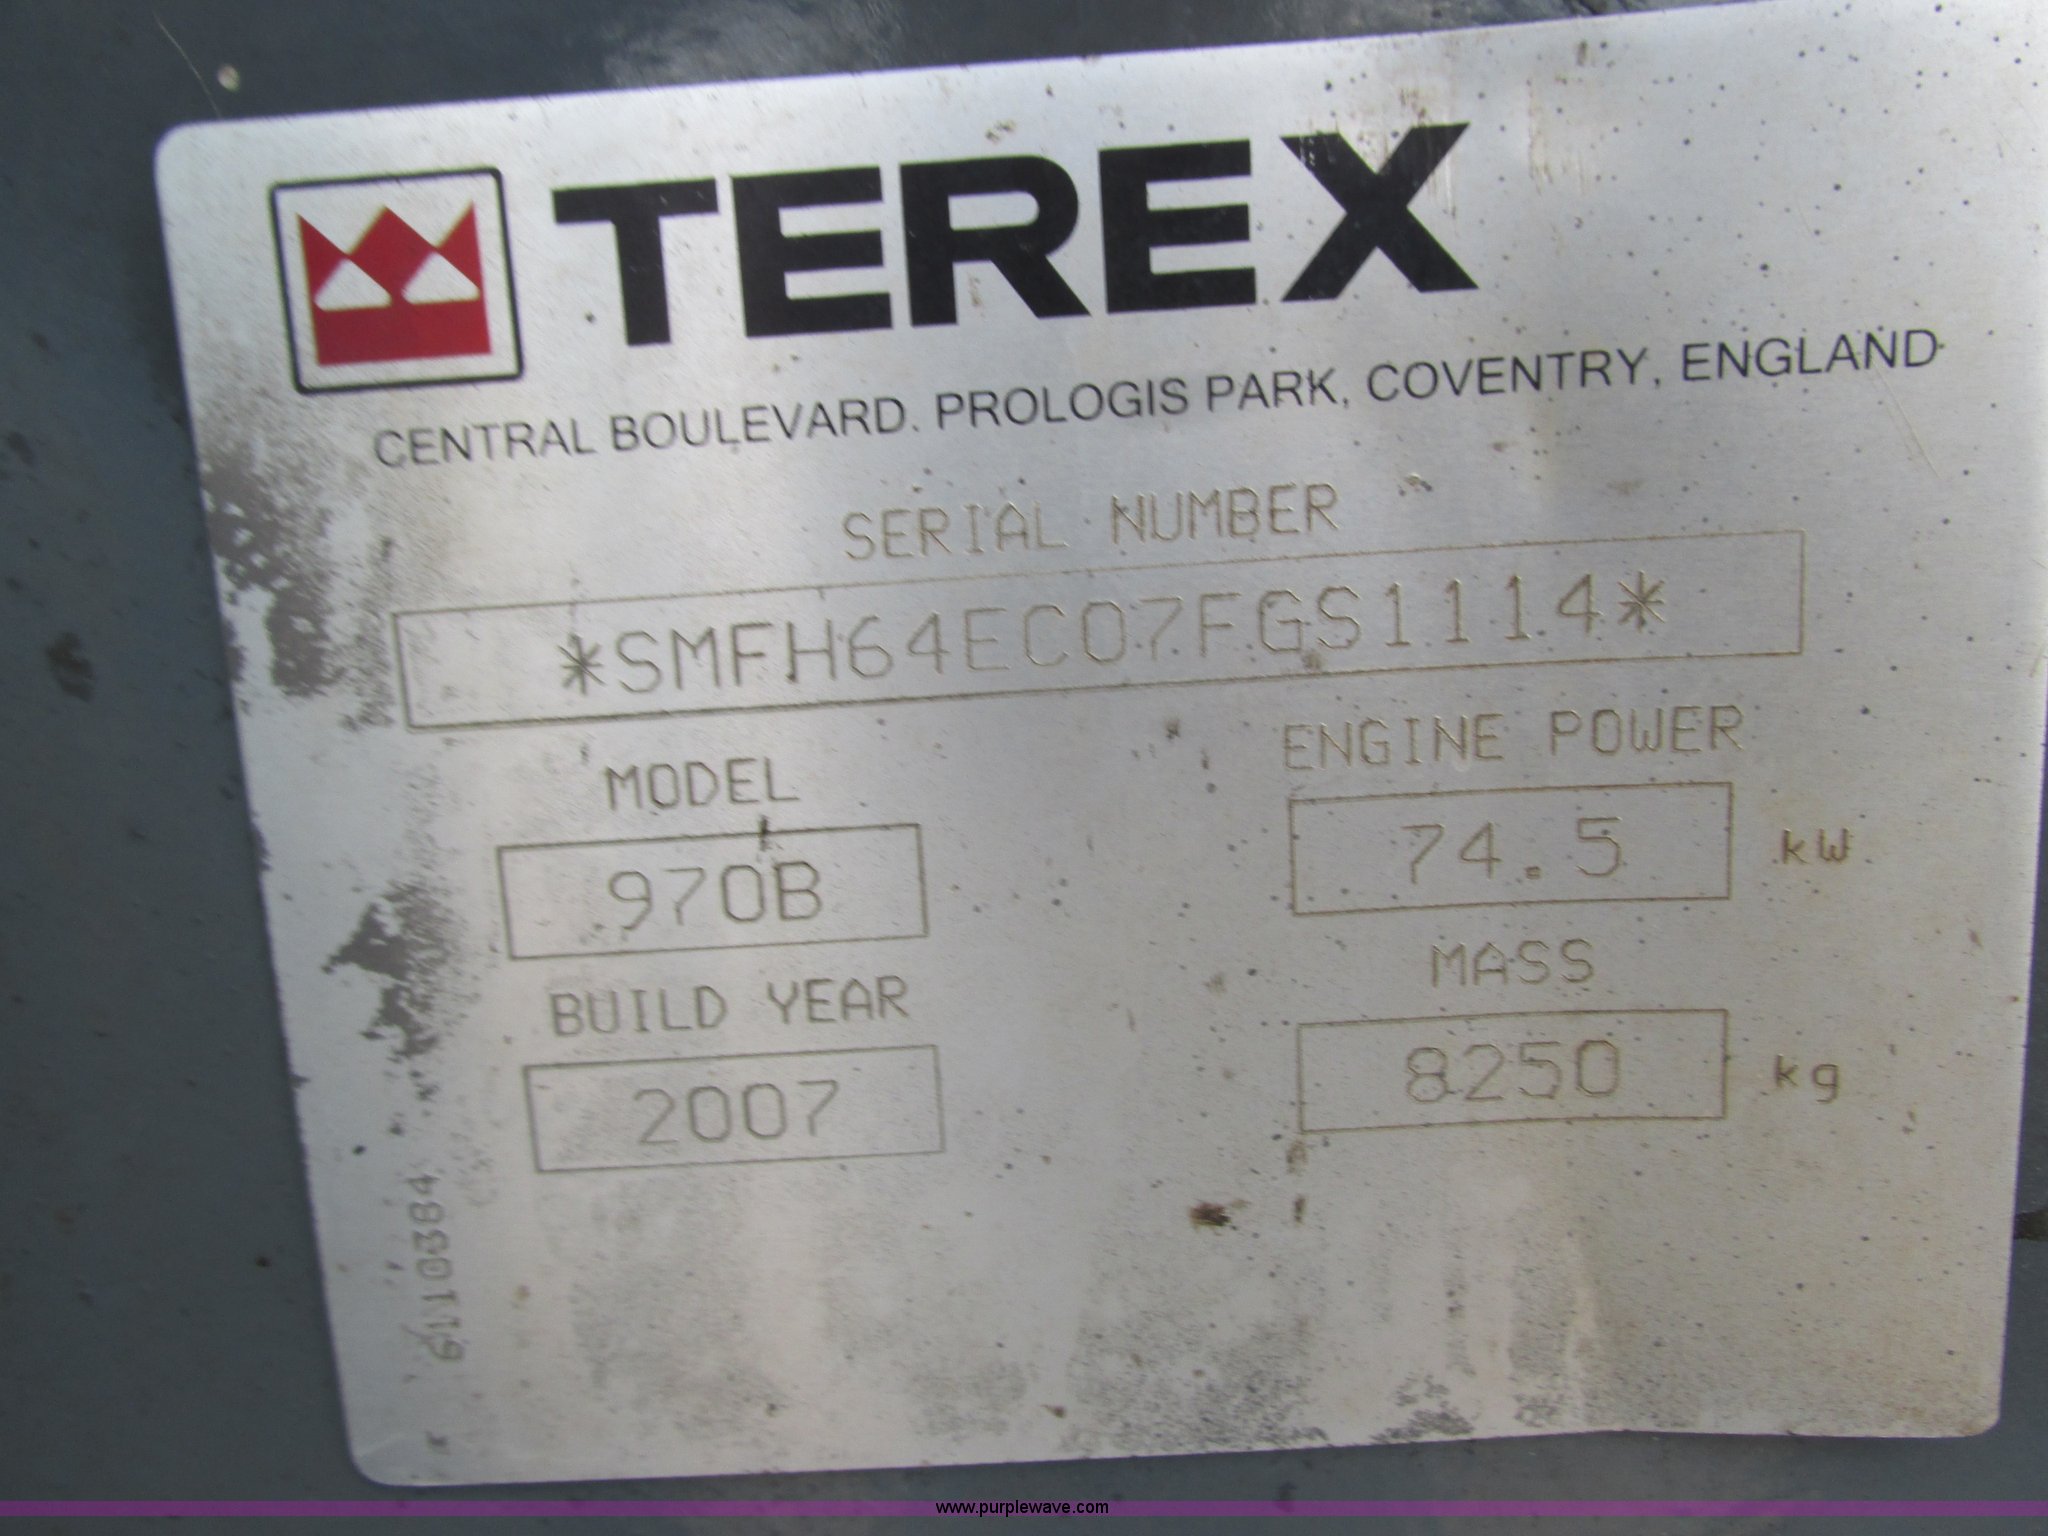 TEREX
CENTRAL BOULEVARD. PROLOGIS PARK, COVENTRY, ENGLAND
SERIAL NUMBER
*SMFH64EC07FGS1114*
MODEL
970B
ENGINE POWER
74.5 kW
BUILD YEAR
2007
MASS
8250 kg
6110384
www.purplewave.com